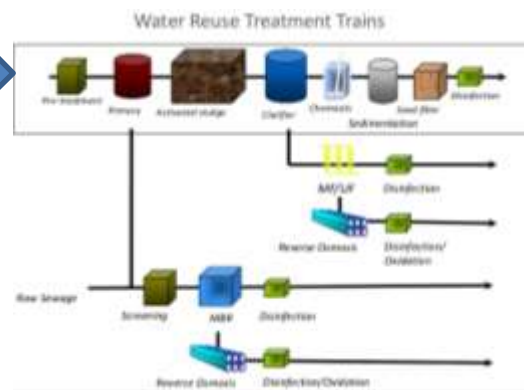 Water Reuse Treatment Trains
Pre-treatment
Primary
Activated sludge
Clarifier
Chemicals
Sedimentation
Sand filter
Disinfection
MF/UF
Disinfection
Reverse Osmosis
Disinfection/
Oxidation
Raw Sewage
Screening
MBR
Disinfection
Reverse Osmosis
Disinfection/Oxidation